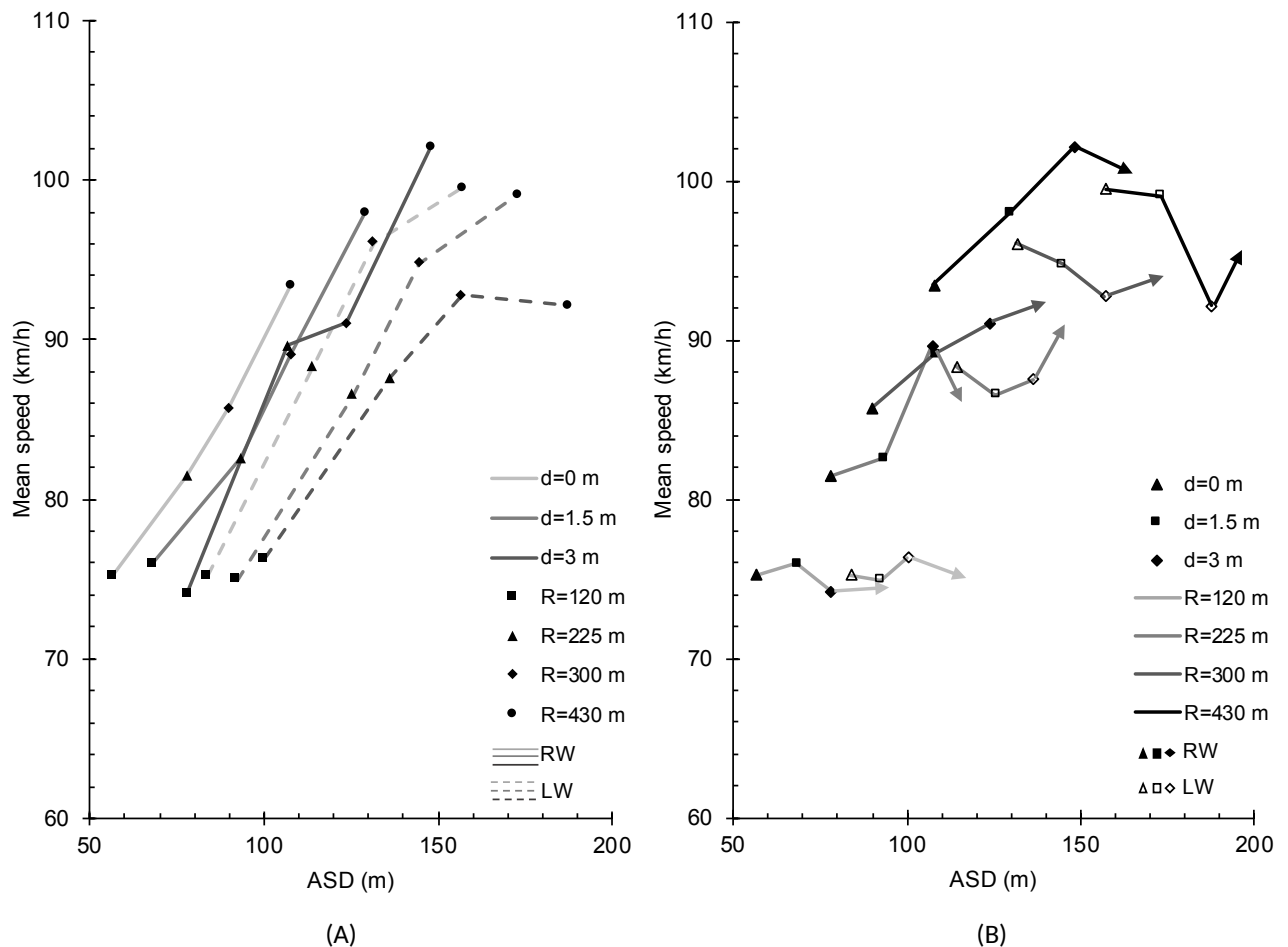 110
100
90
80
70
60
50
100
150
200
Mean speed (km/h)
ASD (m)
d=0 m
d=1.5 m
d=3 m
R=120 m
R=225 m
R=300 m
R=430 m
RW
LW
(A)
110
100
90
80
70
60
50
100
150
200
Mean speed (km/h)
ASD (m)
d=0 m
d=1.5 m
d=3 m
R=120 m
R=225 m
R=300 m
R=430 m
RW
LW
(B)